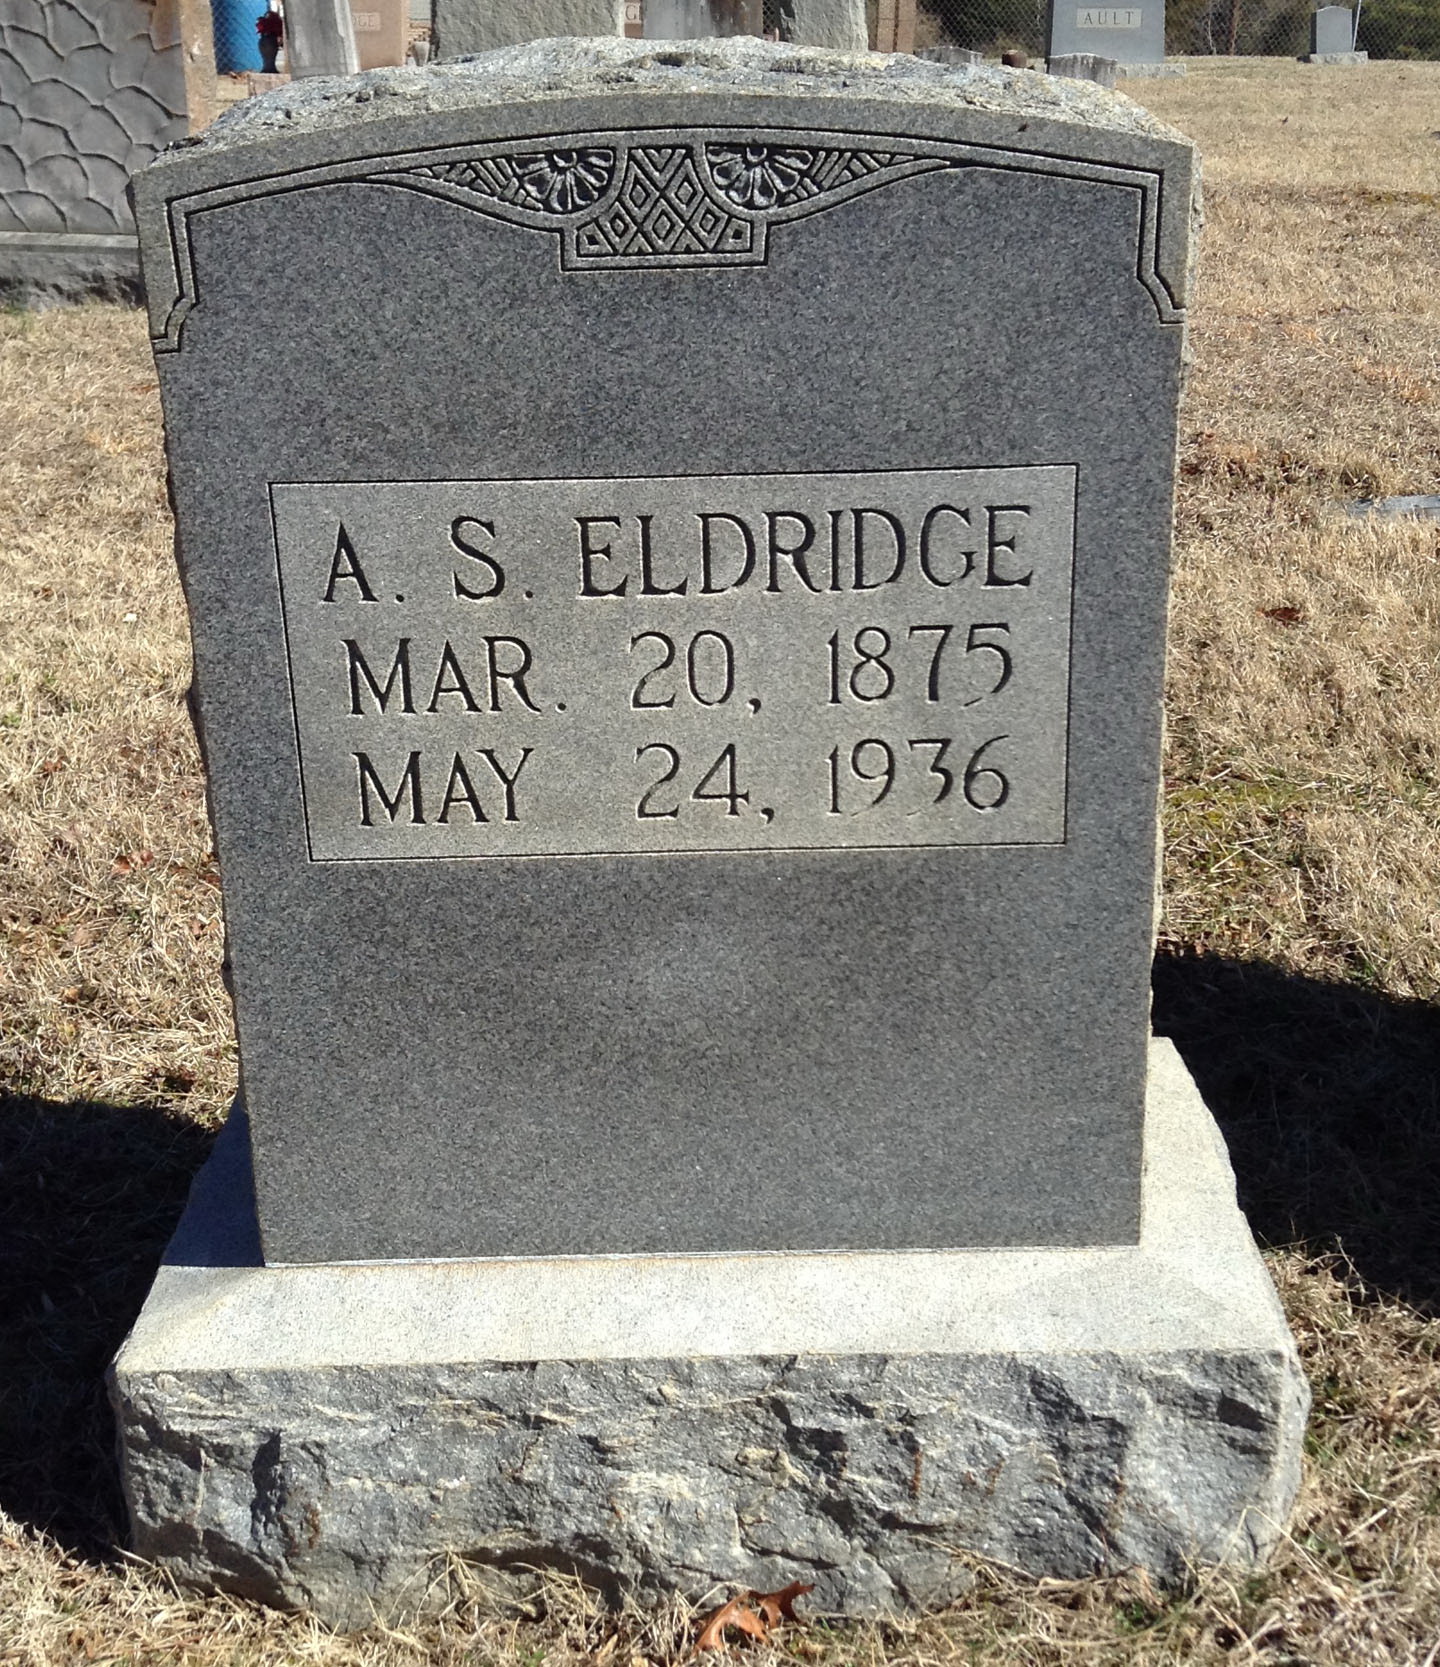 AULT
A. S. ELDRIDGE
MAR. 20, 1875
MAY 24, 1936